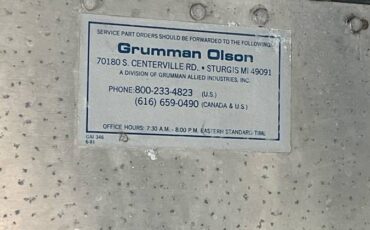 SERVICE PART ORDERS SHOULD BE FORWARDED TO THE FOLLOWING:
Grumman Olson
70180 S. CENTERVILLE RD. • STURGIS MI 49091
A DIVISION OF GRUMMAN ALLIED INDUSTRIES, INC.
PHONE: 800-233-4823 (U.S.)
(616) 659-0490 (CANADA & U.S.)
OFFICE HOURS: 7:30 A.M. - 8:00 P.M. EASTERN STANDARD TIME